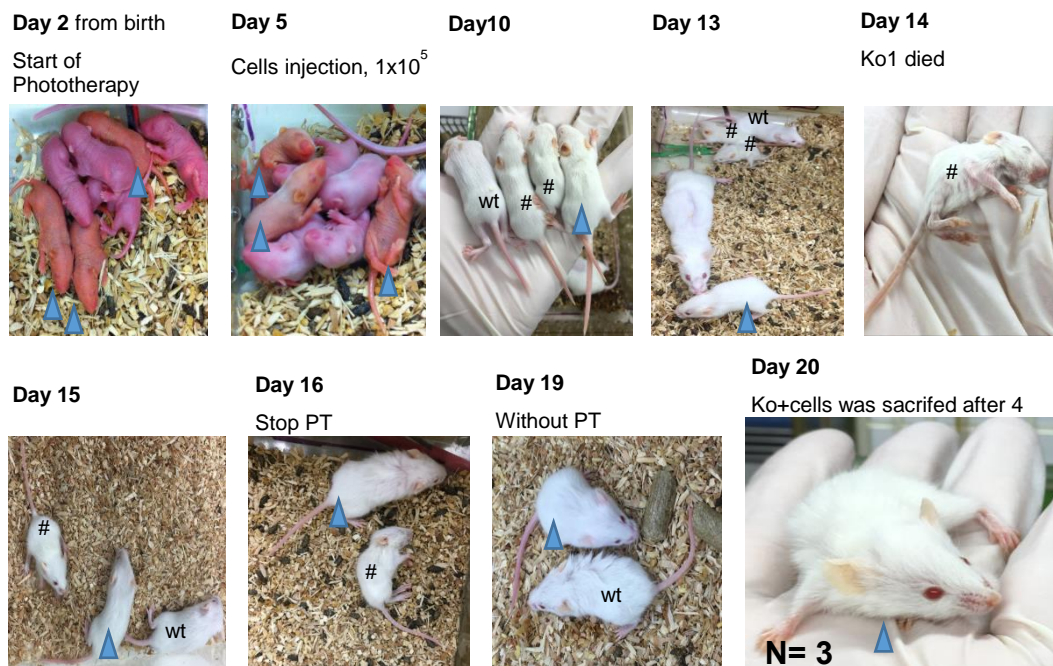 Day 2 from birth
Start of
Phototherapy
Day 5
Cells injection, 1x10⁵
Day10
wt
#
#
Day 13
wt
#
#
Day 14
Ko1 died
#
Day 15
#
wt
Day 16
Stop PT
#
Day 19
Without PT
wt
Day 20
Ko+cells was sacrifed after 4
N= 3